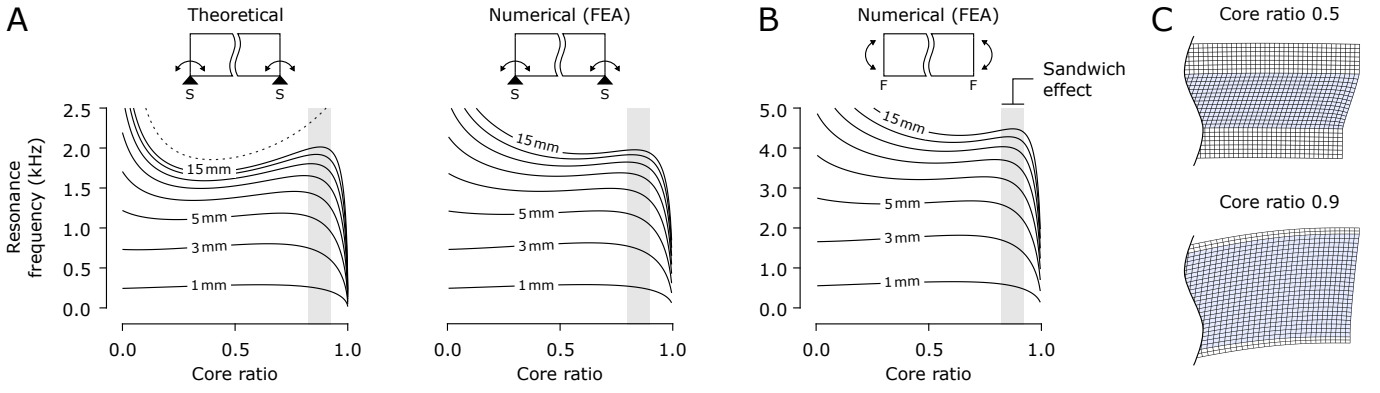 A
Theoretical
S S
Resonance
frequency (kHz)
2.5
2.0
1.5
1.0
0.5
0.0
15 mm
5 mm
3 mm
1 mm
0.0 0.5 1.0
Core ratio
Numerical (FEA)
S S
15 mm
5 mm
3 mm
1 mm
0.0 0.5 1.0
Core ratio
B
Numerical (FEA)
F F
Sandwich
effect
5.0
4.0
3.0
2.0
1.0
0.0
15 mm
5 mm
3 mm
1 mm
0.0 0.5 1.0
Core ratio
C
Core ratio 0.5
Core ratio 0.9